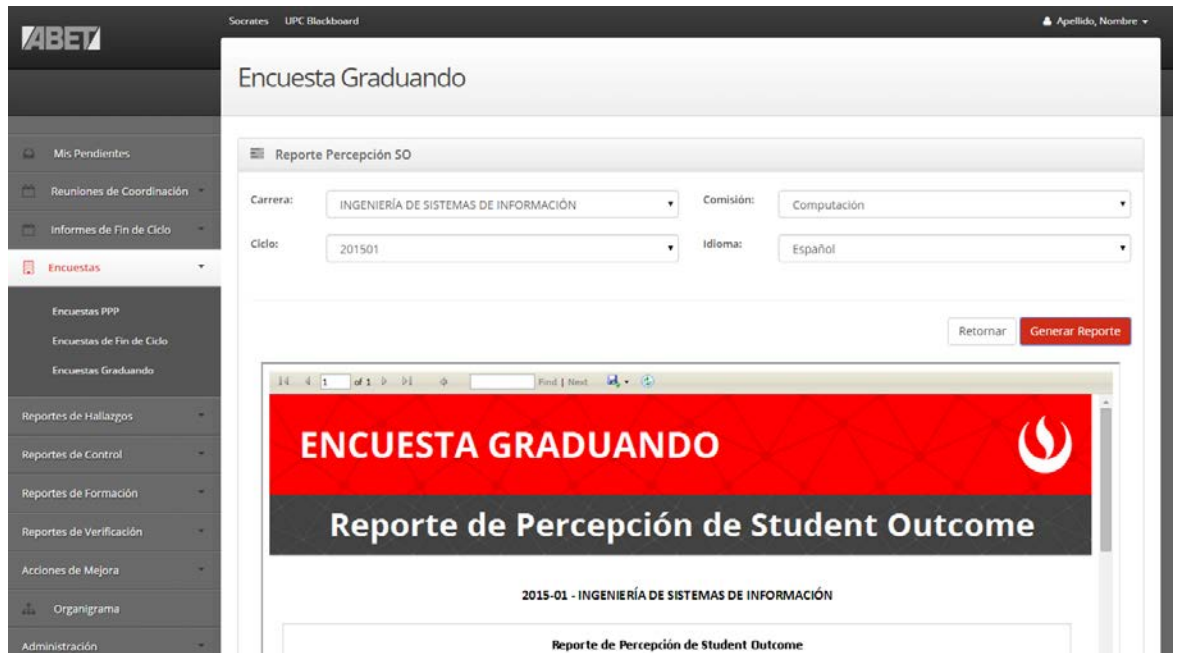 ABET
Socrates UPC Blackboard
Apellido, Nombre
Encuesta Graduando
Mis Pendientes
Reuniones de Coordinación
Informes de Fin de Ciclo
Encuestas
Encuestas PPP
Encuestas de Fin de Ciclo
Encuestas Graduando
Reportes de Hallazgos
Reportes de Control
Reportes de Formación
Reportes de Verificación
Acciones de Mejora
Organigrama
Administración
Reporte Percepción SO
Carrera: INGENIERÍA DE SISTEMAS DE INFORMACIÓN Comisión: Computación
Ciclo: 201501 Idioma: Español
Retornar Generar Reporte
1 of 1 Find | Next
ENCUESTA GRADUANDO
Reporte de Percepción de Student Outcome
2015-01 - INGENIERÍA DE SISTEMAS DE INFORMACIÓN
Reporte de Percepción de Student Outcome